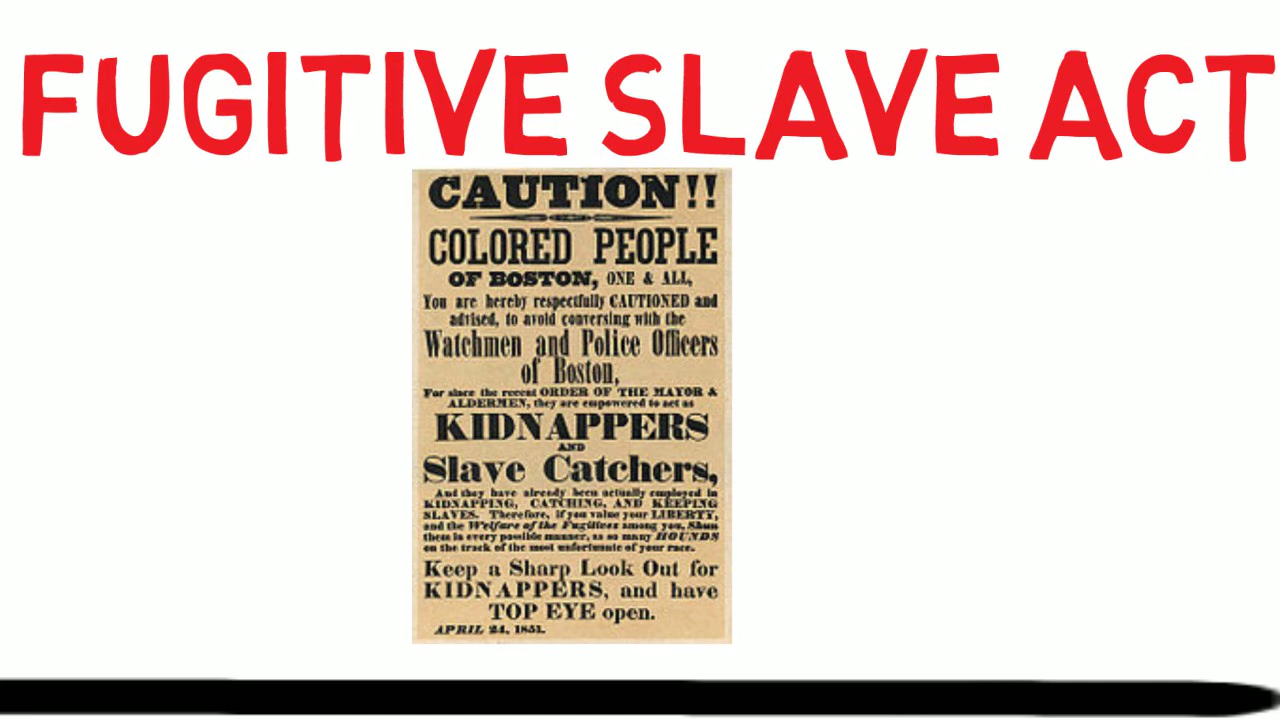 FUGITIVE SLAVE ACT
CAUTION!!
COLORED PEOPLE
OF BOSTON, ONE & ALL,
You are hereby respectfully CAUTIONED and
advised, to avoid conversing with the
Watchmen and Police Officers
of Boston,
For since the recent ORDER OF THE MAYOR &
ALDERMEN, they are empowered to act as
KIDNAPPERS
AND
Slave Catchers,
And they have already been actually employed in
KIDNAPPING, CATCHING, AND KEEPING
SLAVES. Therefore, if you value your LIBERTY,
and the Welfare of the Fugitives among you, Shun
them in every possible manner, as so many HOUNDS
on the track of the most unfortunate of your race.
Keep a Sharp Look Out for
KIDNAPPERS, and have
TOP EYE open.
APRIL 24, 1851.